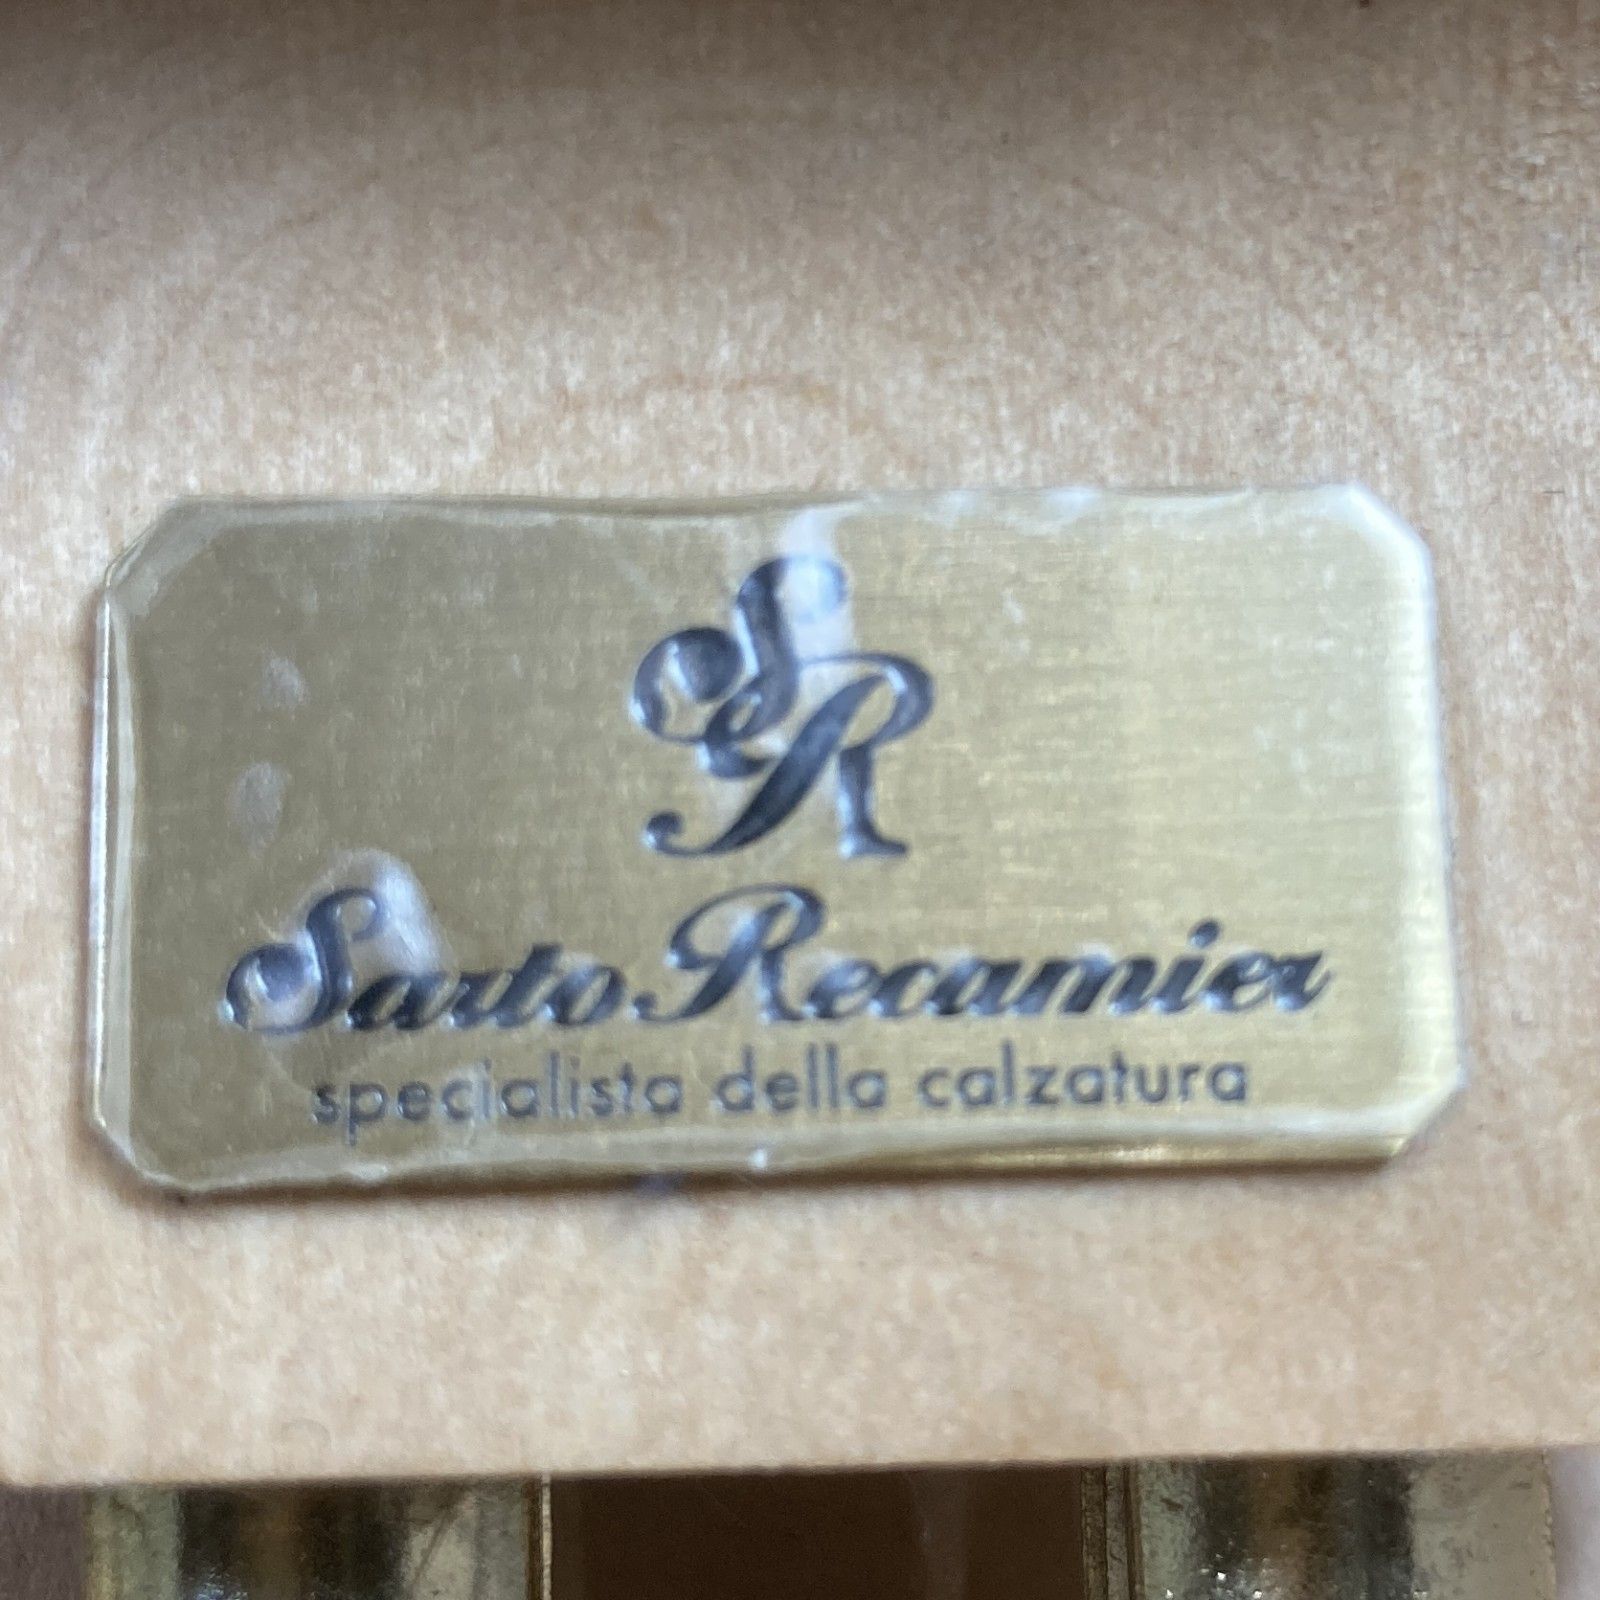 SR
Sarto Recamier
specialista della calzatura